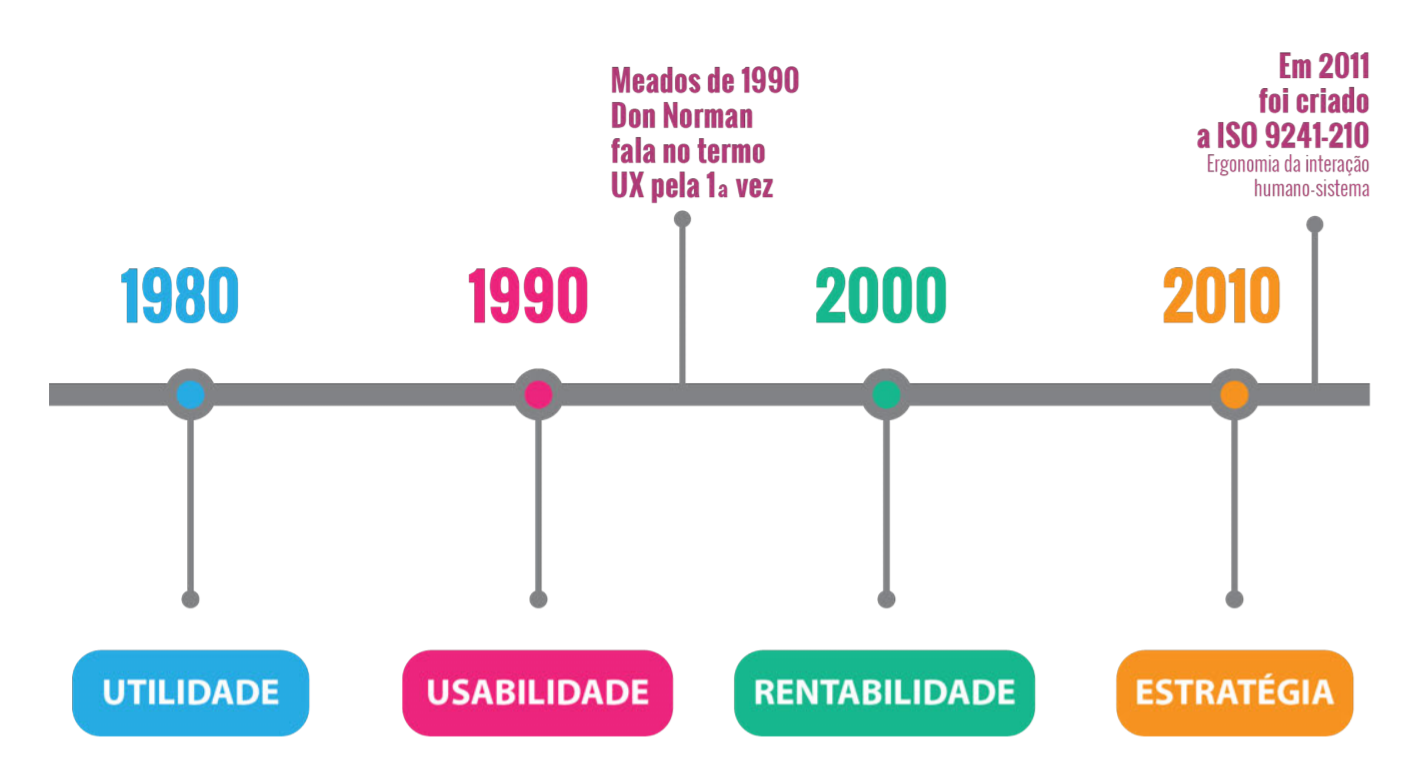 Meados de 1990
Don Norman
fala no termo
UX pela 1a vez
Em 2011
foi criado
a ISO 9241-210
Ergonomia da interação
humano-sistema
1980
1990
2000
2010
UTILIDADE
USABILIDADE
RENTABILIDADE
ESTRATÉGIA